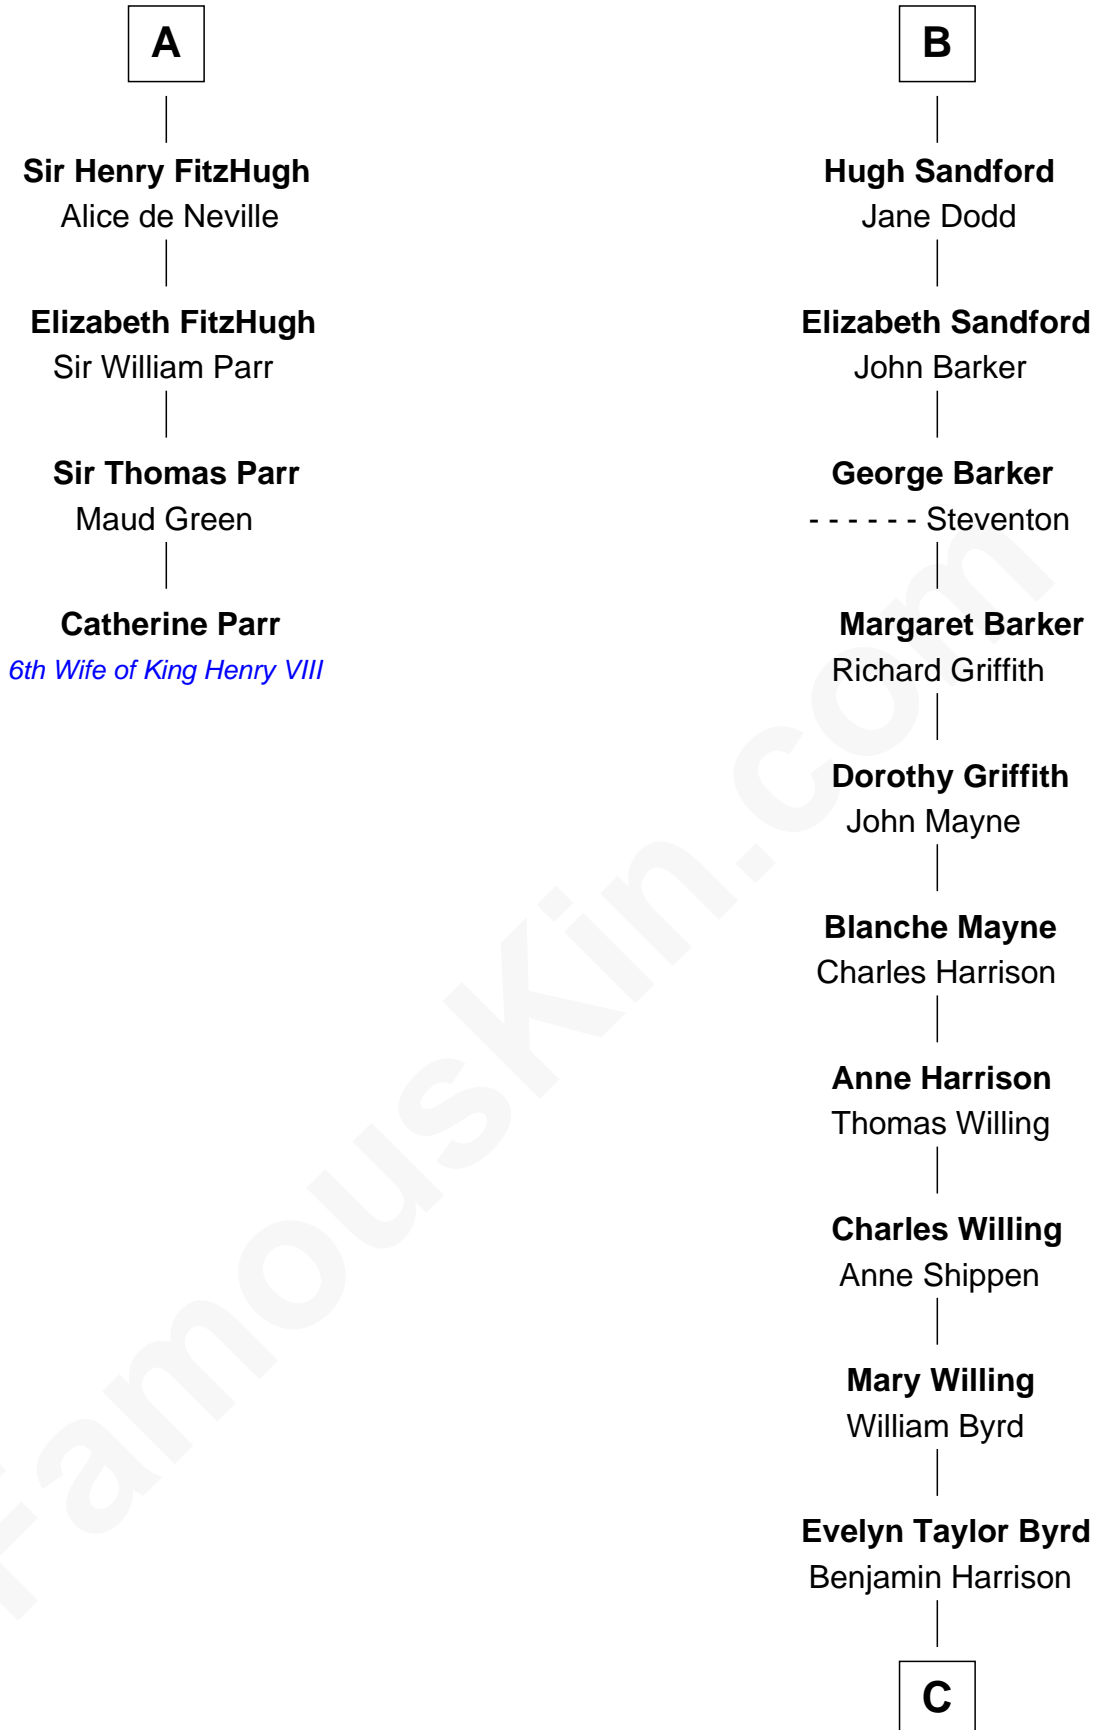 A
Sir Henry FitzHugh
Alice de Neville
Elizabeth FitzHugh
Sir William Parr
Sir Thomas Parr
Maud Green
Catherine Parr
6th Wife of King Henry VIII
B
Hugh Sandford
Jane Dodd
Elizabeth Sandford
John Barker
George Barker
- - - - - - Steventon
Margaret Barker
Richard Griffith
Dorothy Griffith
John Mayne
Blanche Mayne
Charles Harrison
Anne Harrison
Thomas Willing
Charles Willing
Anne Shippen
Mary Willing
William Byrd
Evelyn Taylor Byrd
Benjamin Harrison
C
FamousKin.com